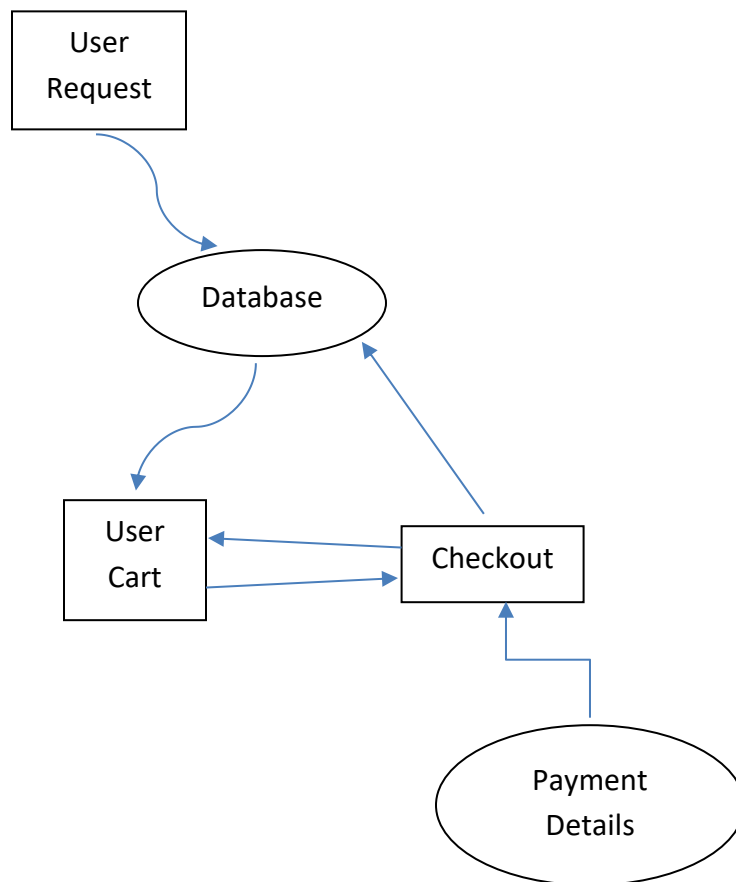 User
Request
Database
User
Cart
Checkout
Payment
Details